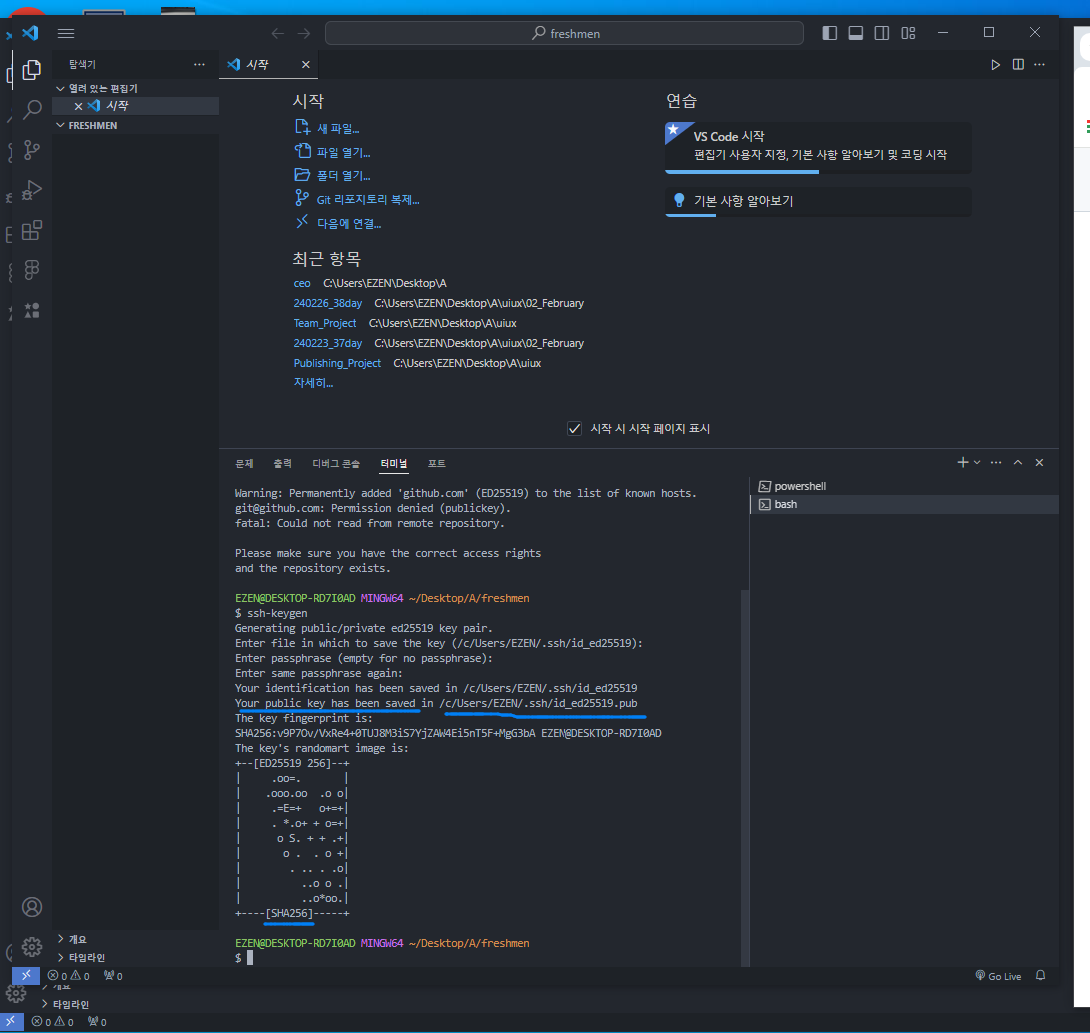 freshmen
탐색기
시작
열려 있는 편집기
시작
FRESHMEN
시작
새 파일...
파일 열기...
폴더 열기...
Git 리포지토리 복제...
다음에 연결...
최근 항목
ceo C:\Users\EZEN\Desktop\A
240226_38day C:\Users\EZEN\Desktop\A\uiux\02_February
Team_Project C:\Users\EZEN\Desktop\A\uiux
240223_37day C:\Users\EZEN\Desktop\A\uiux\02_February
Publishing_Project C:\Users\EZEN\Desktop\A\uiux
자세히...
연습
VS Code 시작
편집기 사용자 지정, 기본 사항 알아보기 및 코딩 시작
기본 사항 알아보기
시작 시 시작 페이지 표시
문제 출력 디버그 콘솔 터미널 포트
powershell
bash
Warning: Permanently added 'github.com' (ED25519) to the list of known hosts.
git@github.com: Permission denied (publickey).
fatal: Could not read from remote repository.
Please make sure you have the correct access rights
and the repository exists.
EZEN@DESKTOP-RD7I0AD MINGW64 ~/Desktop/A/freshmen
$ ssh-keygen
Generating public/private ed25519 key pair.
Enter file in which to save the key (/c/Users/EZEN/.ssh/id_ed25519):
Enter passphrase (empty for no passphrase):
Enter same passphrase again:
Your identification has been saved in /c/Users/EZEN/.ssh/id_ed25519
Your public key has been saved in /c/Users/EZEN/.ssh/id_ed25519.pub
The key fingerprint is:
SHA256:v9P7Ov/VxRe4+0TUJ8M3iS7YjZAW4Ei5nT5F+MgG3bA EZEN@DESKTOP-RD7I0AD
The key's randomart image is:
+--[ED25519 256]--+
|     .oo=.       |
|    .ooo.oo  .o o|
|     .=E=+   o+=+|
|     . *.o+ + o=+|
|      o S. + + .+|
|       o .  . o +|
|        . .. . .o|
|          ..o o .|
|          ..o*oo.|
+----[SHA256]-----+
EZEN@DESKTOP-RD7I0AD MINGW64 ~/Desktop/A/freshmen
$
개요
타임라인
0 0 0
Go Live
개요
타임라인
0 0 0